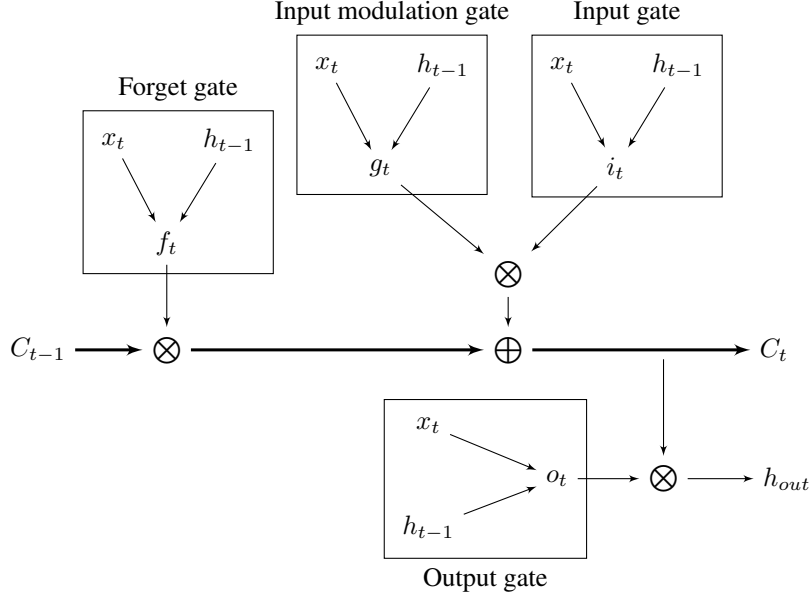 Input modulation gate
Input gate
x_t
h_{t-1}
x_t
h_{t-1}
Forget gate
x_t
h_{t-1}
g_t
i_t
f_t
⊗
C_{t-1}
⊗
⊕
C_t
x_t
o_t
⊗
h_{out}
h_{t-1}
Output gate